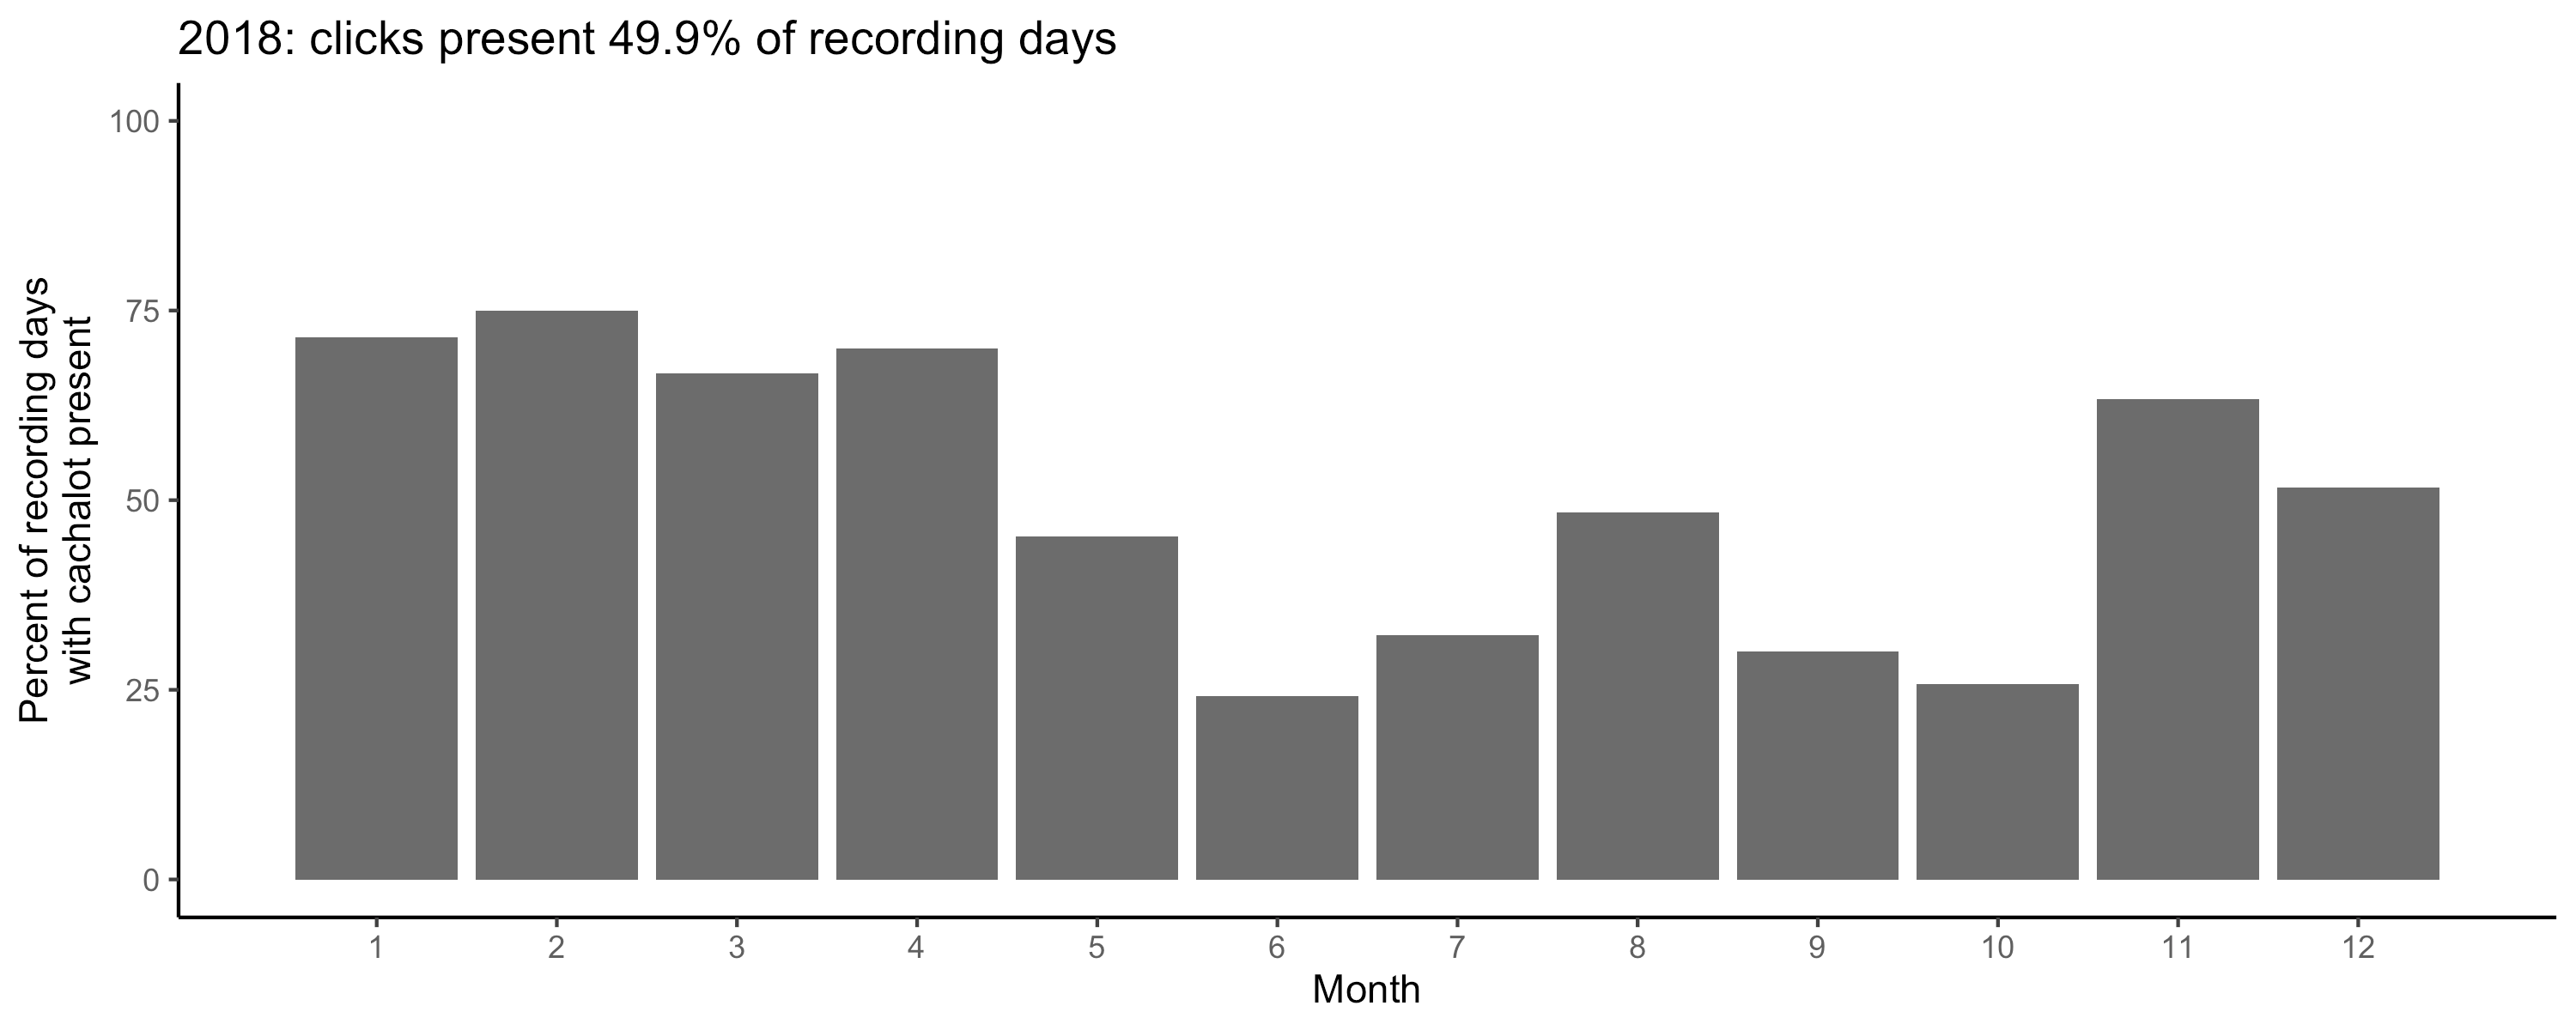 2018: clicks present 49.9% of recording days
Percent of recording days
with cachalot present
100
75
50
25
0
1 2 3 4 5 6 7 8 9 10 11 12
Month